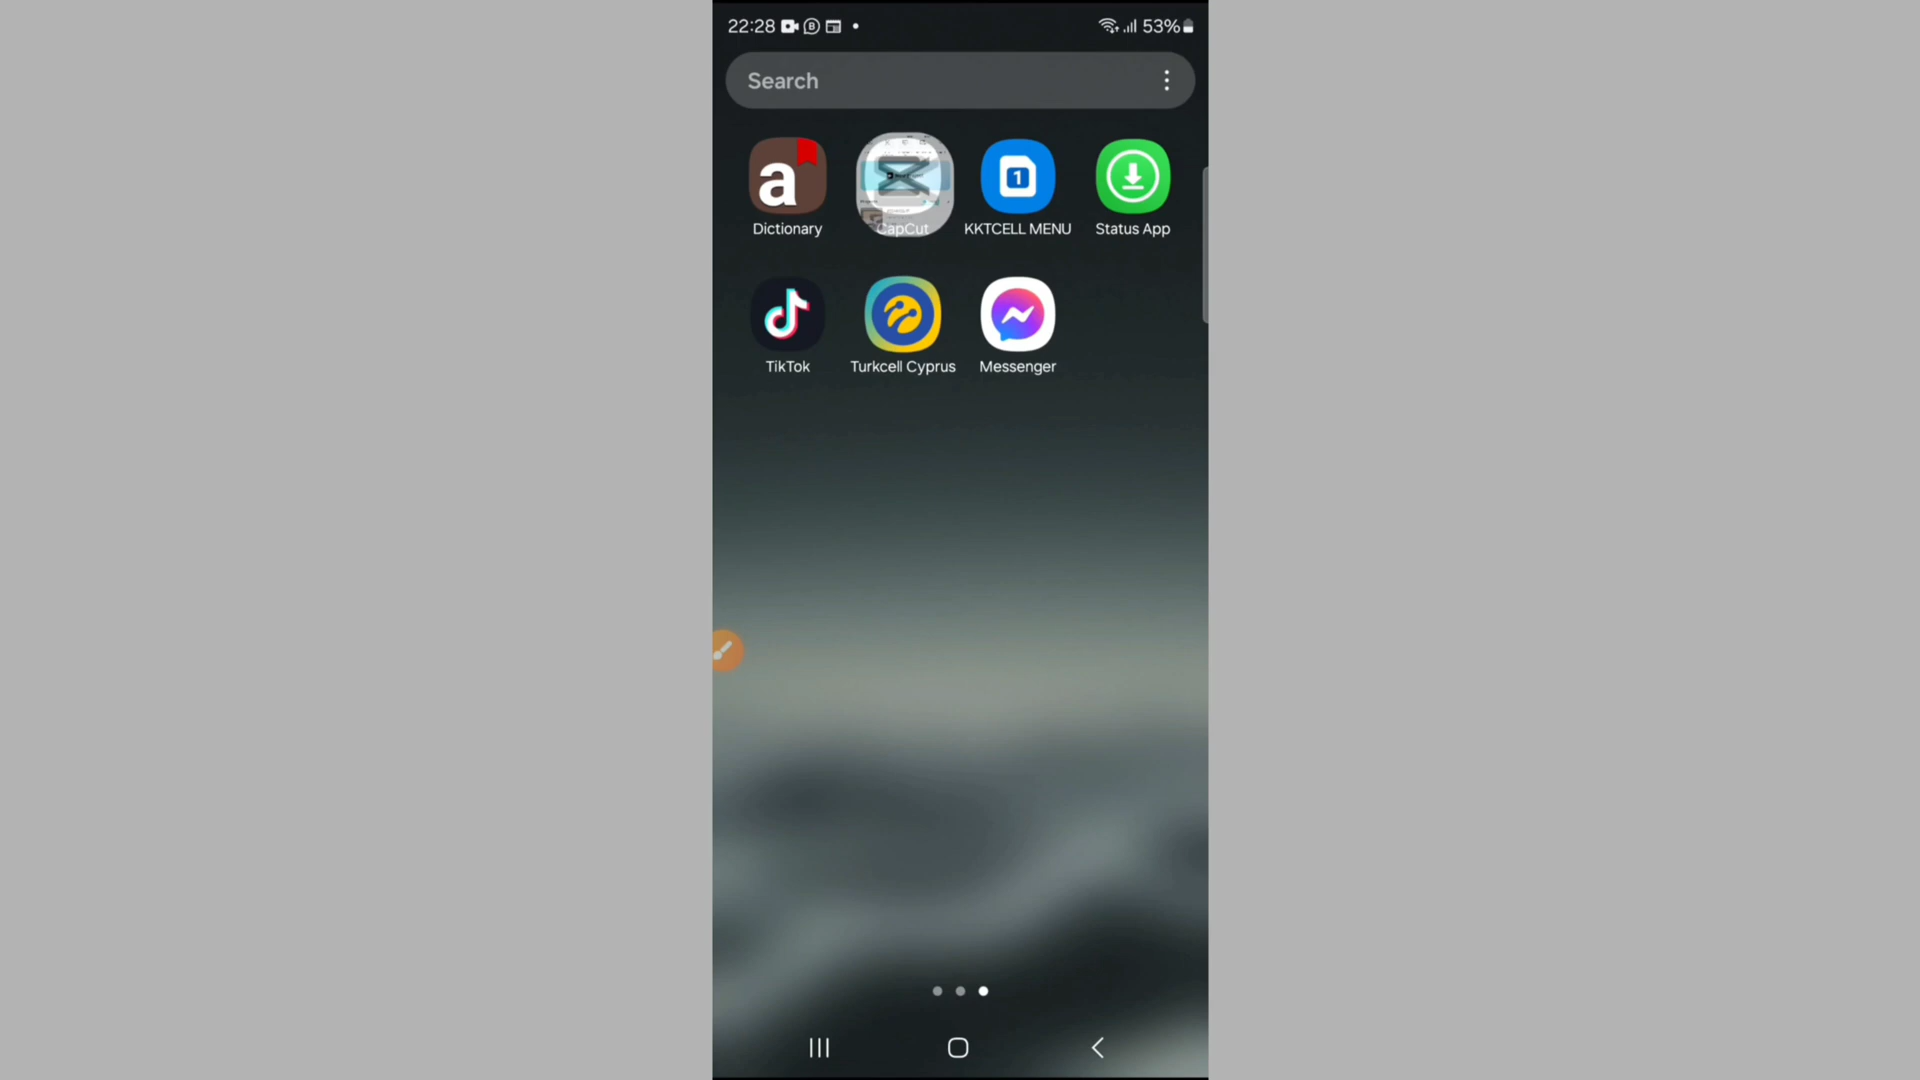 22:28
53%
Search
Dictionary
CapCut
KKTCELL MENU
Status App
TikTok
Turkcell Cyprus
Messenger